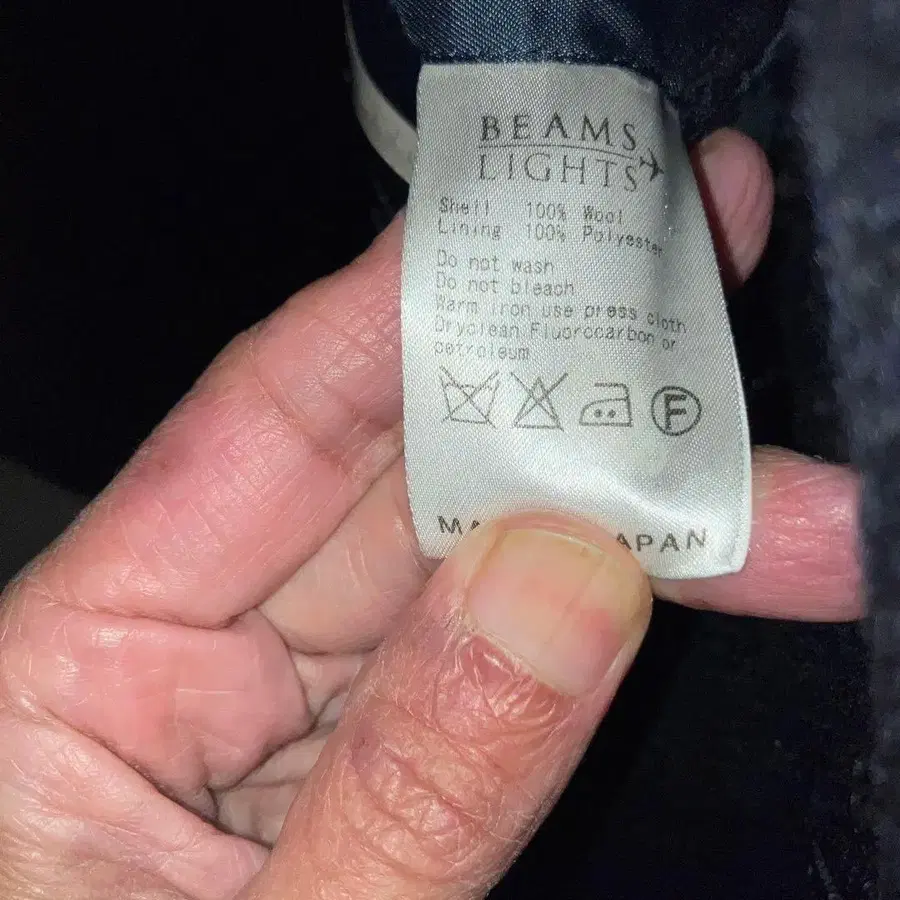 BEAMS
LIGHTS
Shell 100% Wool
Lining 100% Polyester
Do not wash
Do not bleach
Warm iron use press cloth
Dryclean Fluorocarbon or
petroleum
F
MA APAN